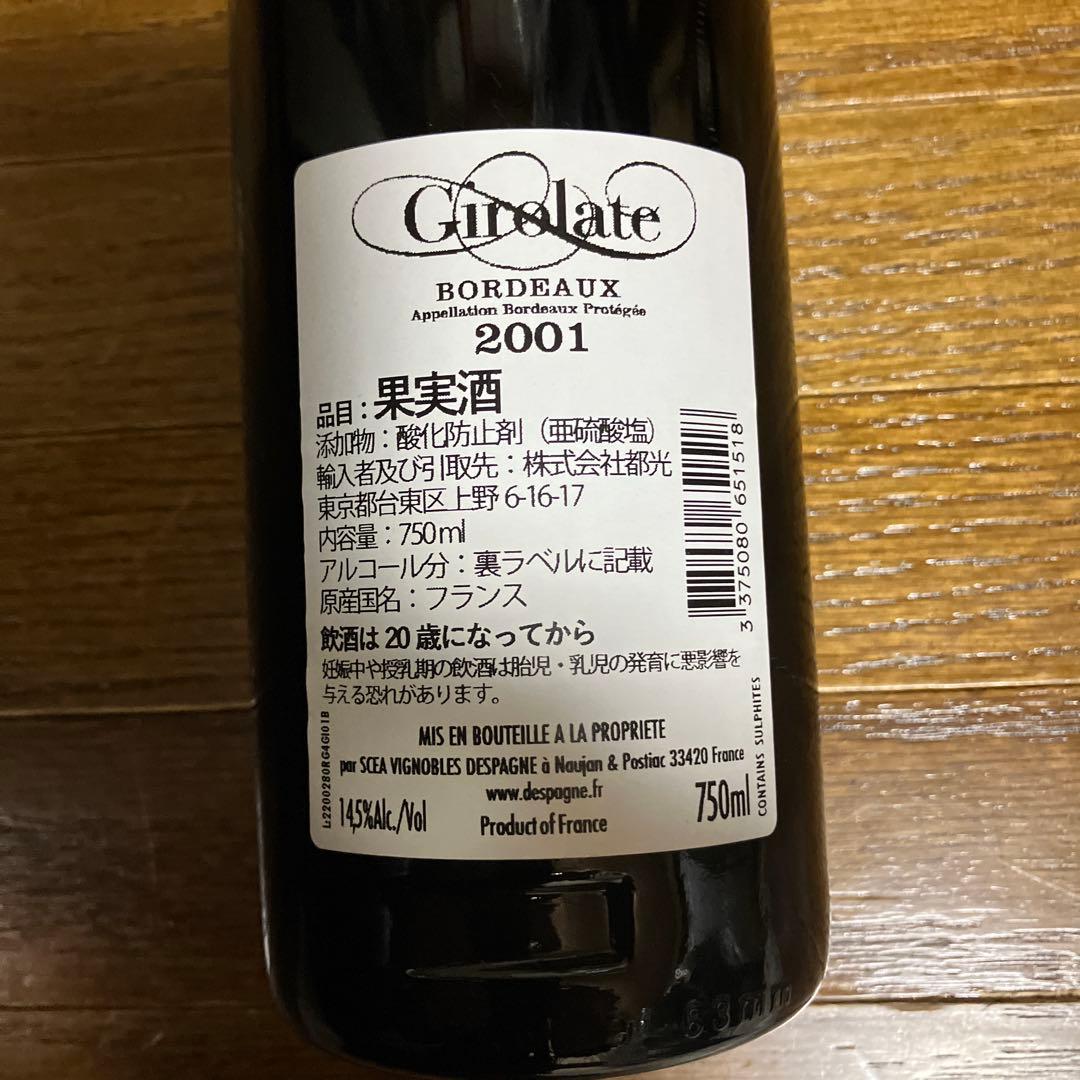 Girolate
BORDEAUX
Appellation Bordeaux Protégée
2001
品目：果実酒
添加物：酸化防止剤（亜硫酸塩）
輸入者及び引取先：株式会社都光
東京都台東区上野6-16-17
内容量：750ml
アルコール分：裏ラベルに記載
原産国名：フランス
飲酒は20歳になってから
妊娠中や授乳期の飲酒は胎児・乳児の発育に悪影響を
与える恐れがあります。
MIS EN BOUTEILLE A LA PROPRIETE
par SCEA VIGNOBLES DESPAGNE à Naujan & Postiac 33420 France
www.despagne.fr
14,5%Alc./Vol
Product of France
750ml
L:2200280RG4GI01B
3 375080 651518
CONTAINS SULPHITES
63mm